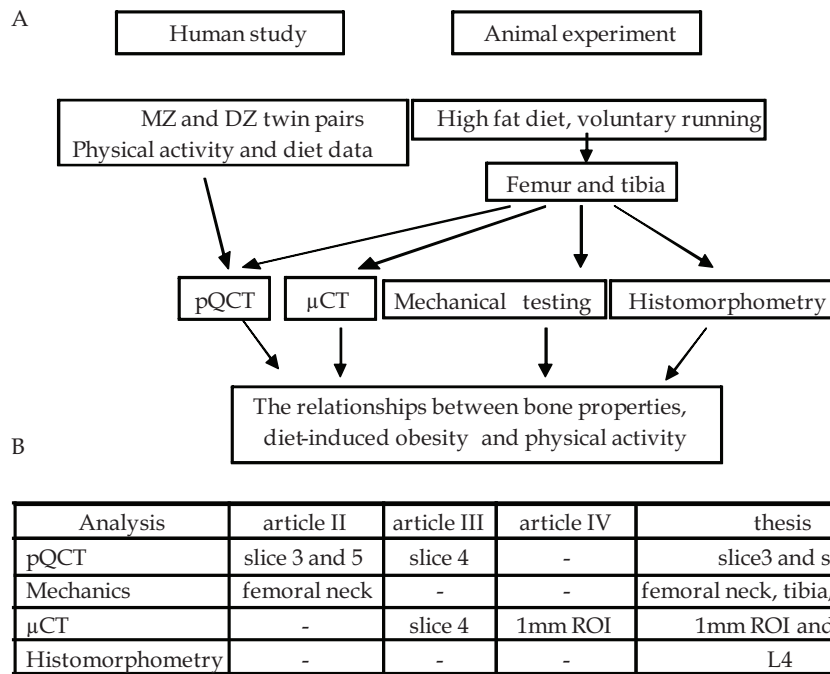 A
Human study
Animal experiment
MZ and DZ twin pairs
Physical activity and diet data
High fat diet, voluntary running
Femur and tibia
pQCT
µCT
Mechanical testing
Histomorphometry
The relationships between bone properties,
diet-induced obesity and physical activity
B
Analysis article II article III article IV thesis
pQCT slice 3 and 5 slice 4 - slice3 and s
Mechanics femoral neck - - femoral neck, tibia,
µCT - slice 4 1mm ROI 1mm ROI and
Histomorphometry - - - L4